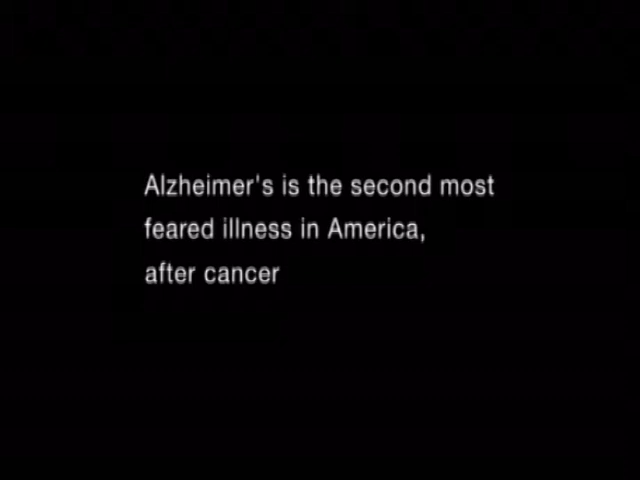 Alzheimer's is the second most
feared illness in America,
after cancer